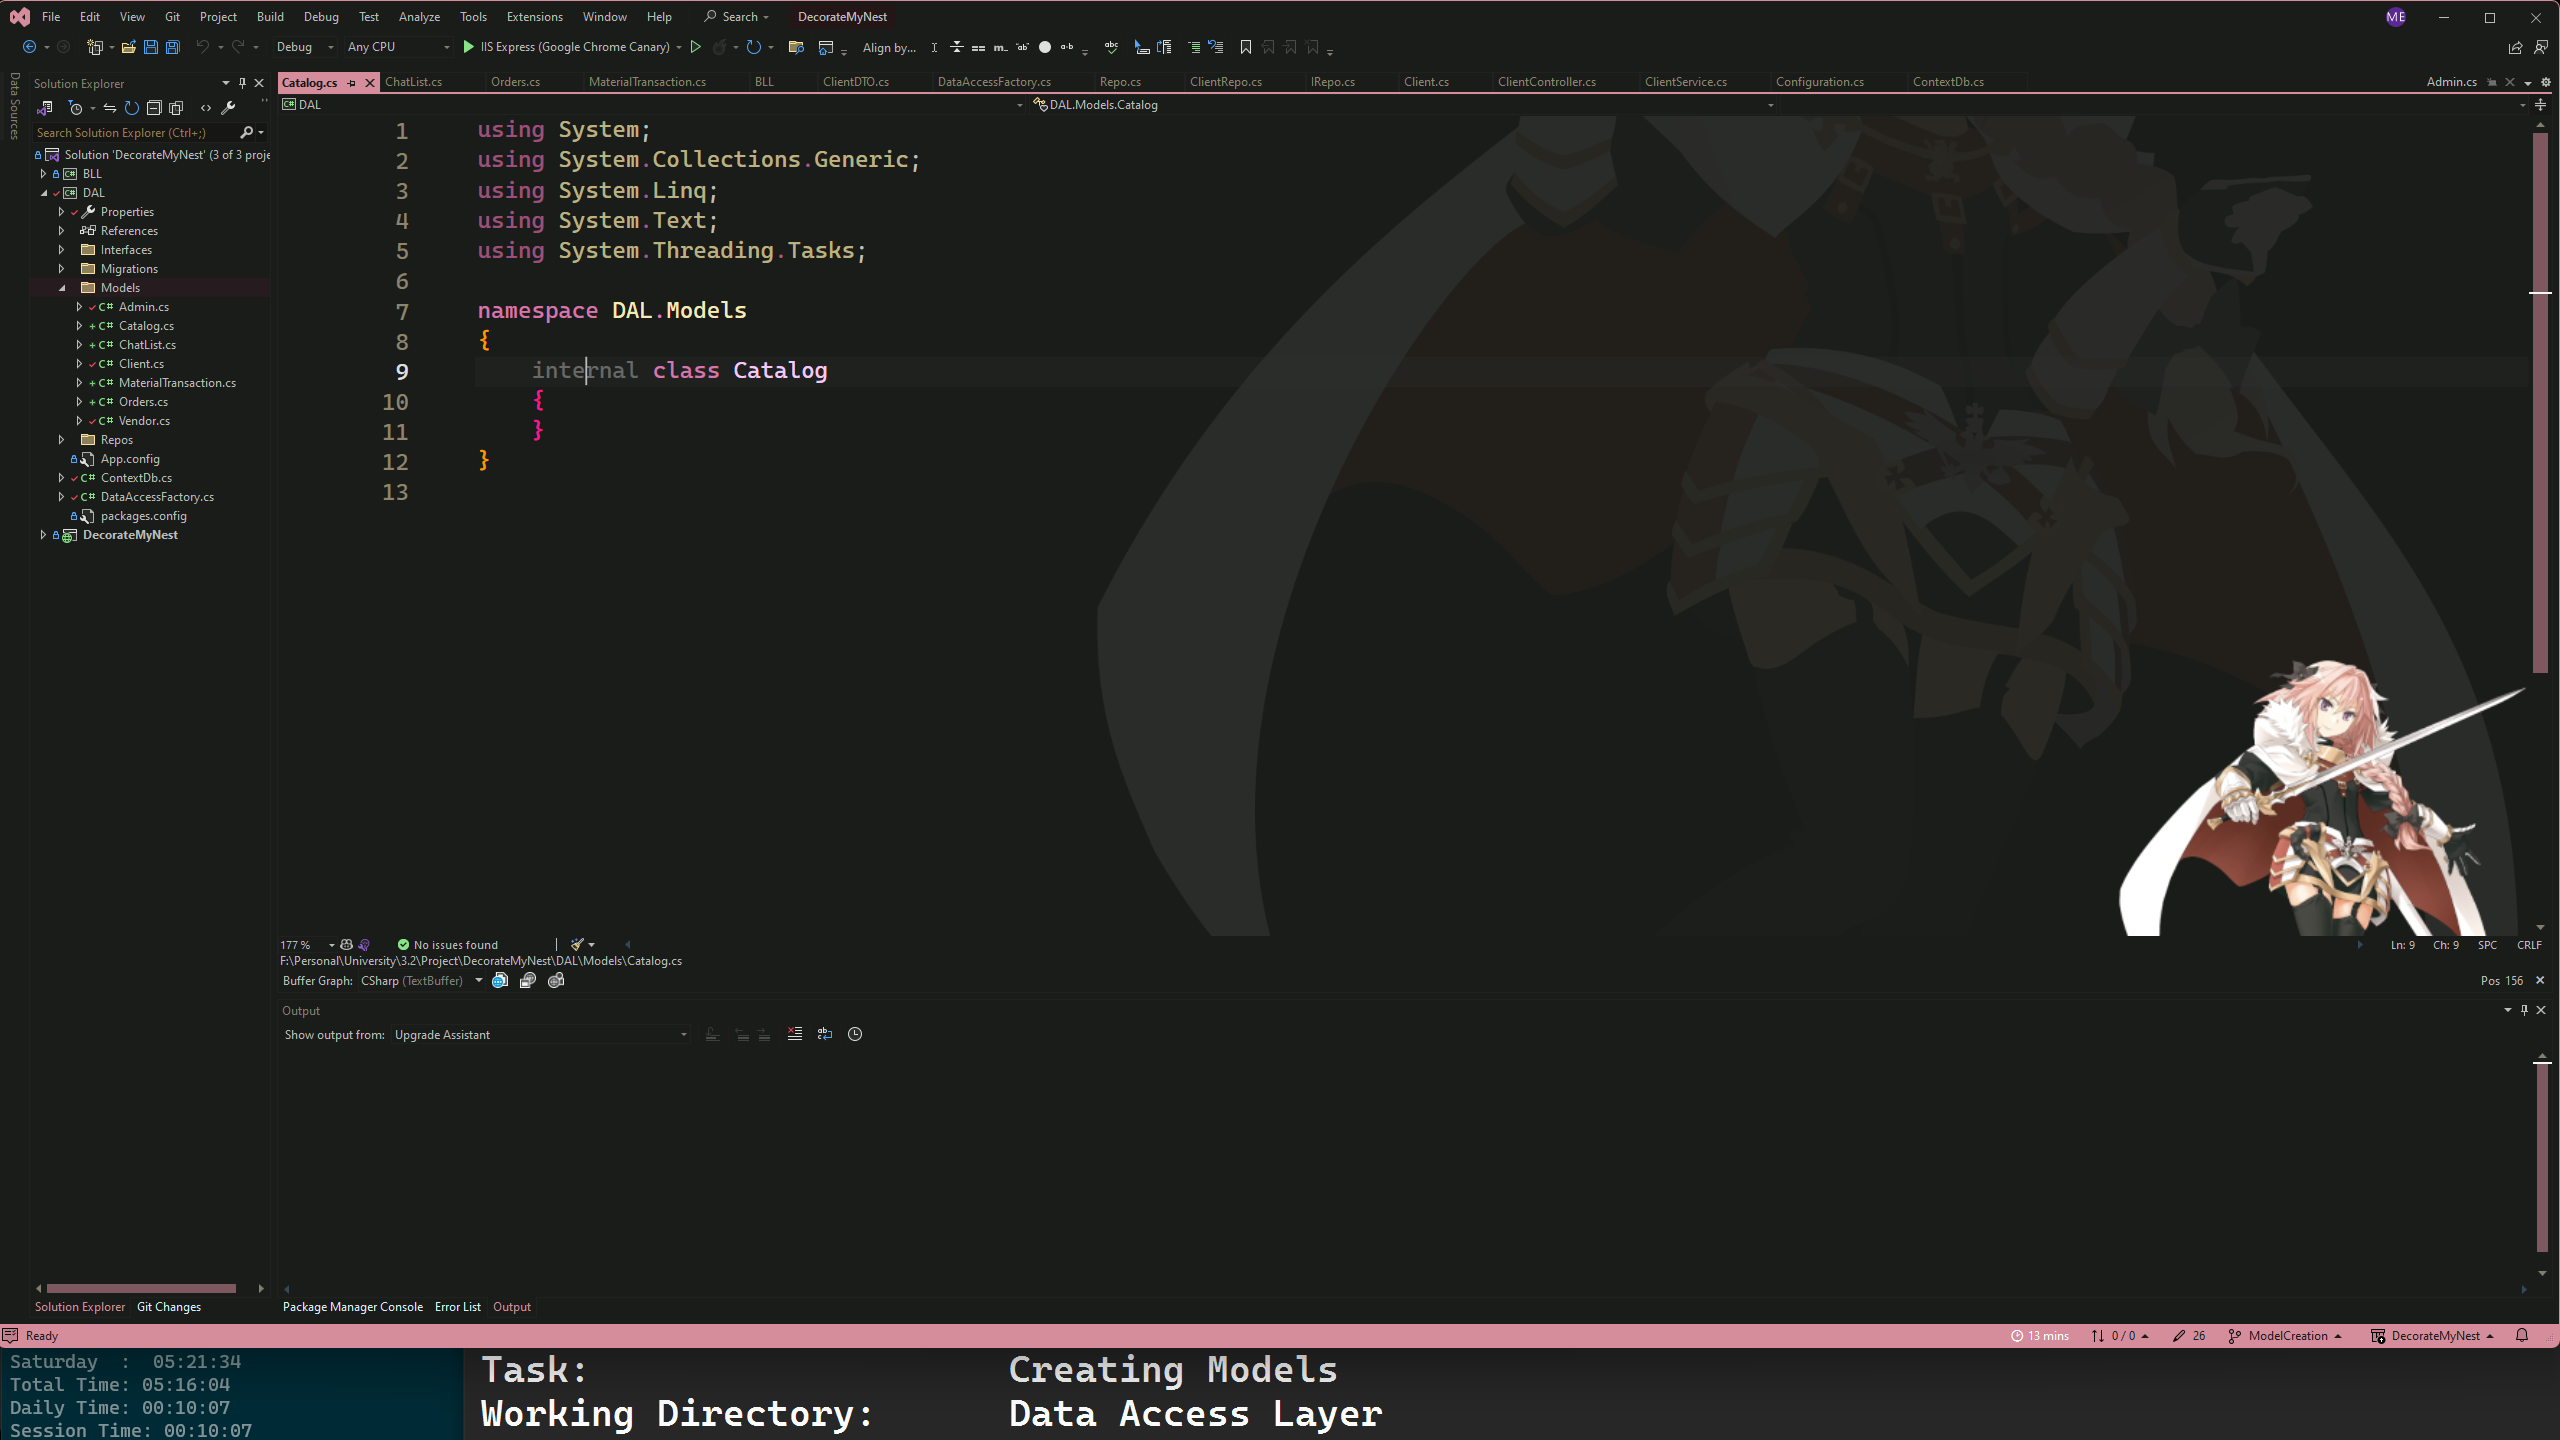 File Edit View Git Project Build Debug Test Analyze Tools Extensions Window Help Search DecorateMyNest ME
Debug Any CPU IIS Express (Google Chrome Canary) Align by...
Data Sources
Solution Explorer
Search Solution Explorer (Ctrl+;)
Solution 'DecorateMyNest' (3 of 3 proje
BLL
DAL
Properties
References
Interfaces
Migrations
Models
Admin.cs
Catalog.cs
ChatList.cs
Client.cs
MaterialTransaction.cs
Orders.cs
Vendor.cs
Repos
App.config
ContextDb.cs
DataAccessFactory.cs
packages.config
DecorateMyNest
Solution Explorer Git Changes
Catalog.cs ChatList.cs Orders.cs MaterialTransaction.cs BLL ClientDTO.cs DataAccessFactory.cs Repo.cs ClientRepo.cs IRepo.cs Client.cs ClientController.cs ClientService.cs Configuration.cs ContextDb.cs Admin.cs
DAL DAL.Models.Catalog
1 using System;
2 using System.Collections.Generic;
3 using System.Linq;
4 using System.Text;
5 using System.Threading.Tasks;
6
7 namespace DAL.Models
8 {
9 internal class Catalog
10 {
11 }
12 }
13
177 % No issues found Ln: 9 Ch: 9 SPC CRLF
F:\Personal\University\3.2\Project\DecorateMyNest\DAL\Models\Catalog.cs
Buffer Graph: CSharp (TextBuffer) Pos 156
Output
Show output from: Upgrade Assistant
Package Manager Console Error List Output
Ready 13 mins 0 / 0 26 ModelCreation DecorateMyNest
Saturday : 05:21:34
Total Time: 05:16:04
Daily Time: 00:10:07
Session Time: 00:10:07
Task: Creating Models
Working Directory: Data Access Layer